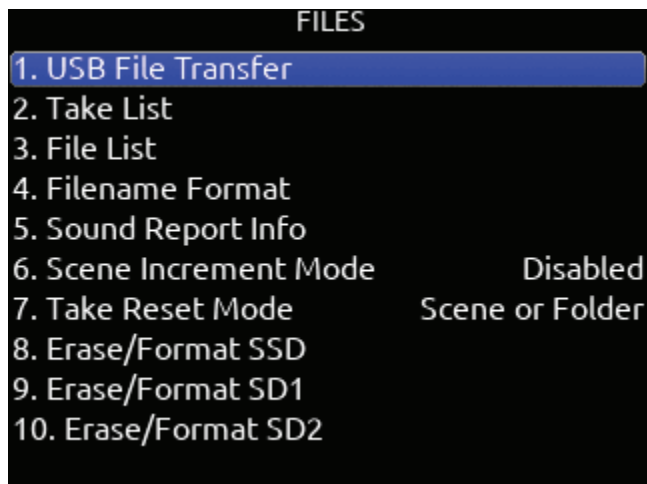 FILES
1. USB File Transfer
2. Take List
3. File List
4. Filename Format
5. Sound Report Info
6. Scene Increment Mode Disabled
7. Take Reset Mode Scene or Folder
8. Erase/Format SSD
9. Erase/Format SD1
10. Erase/Format SD2